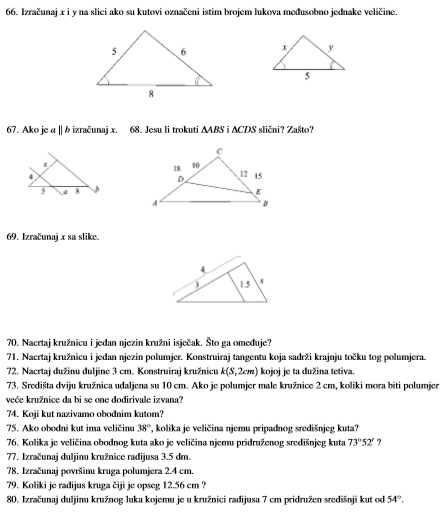 66. Izračunaj x i y na slici ako su kutovi označeni istim brojem lukova međusobno jednake veličine.
5 6
8
x y
5
67. Ako je a || b izračunaj x. 68. Jesu li trokuti ΔABS i ΔCDS slični? Zašto?
x
4
5 a 8 b
C
18 10
D
12 15
E
A B
69. Izračunaj x sa slike.
4
3 1.5 x
70. Nacrtaj kružnicu i jedan njezin kružni isječak. Što ga omeđuje?
71. Nacrtaj kružnicu i jedan njezin polumjer. Konstruiraj tangentu koja sadrži krajnju točku tog polumjera.
72. Nacrtaj dužinu duljine 3 cm. Konstruiraj kružnicu k(S,2cm) kojoj je ta dužina tetiva.
73. Središta dviju kružnica udaljena su 10 cm. Ako je polumjer male kružnice 2 cm, koliki mora biti polumjer
veće kružnice da bi se one dodirivale izvana?
74. Koji kut nazivamo obodnim kutom?
75. Ako obodni kut ima veličinu 38°, kolika je veličina njemu pripadnog središnjeg kuta?
76. Kolika je veličina obodnog kuta ako je veličina njemu pridruženog središnjeg kuta 73°52′ ?
77. Izračunaj duljinu kružnice radijusa 3.5 dm.
78. Izračunaj površinu kruga polumjera 2.4 cm.
79. Koliki je radijus kruga čiji je opseg 12.56 cm ?
80. Izračunaj duljinu kružnog luka kojemu je u kružnici radijusa 7 cm pridružen središnji kut od 54°.